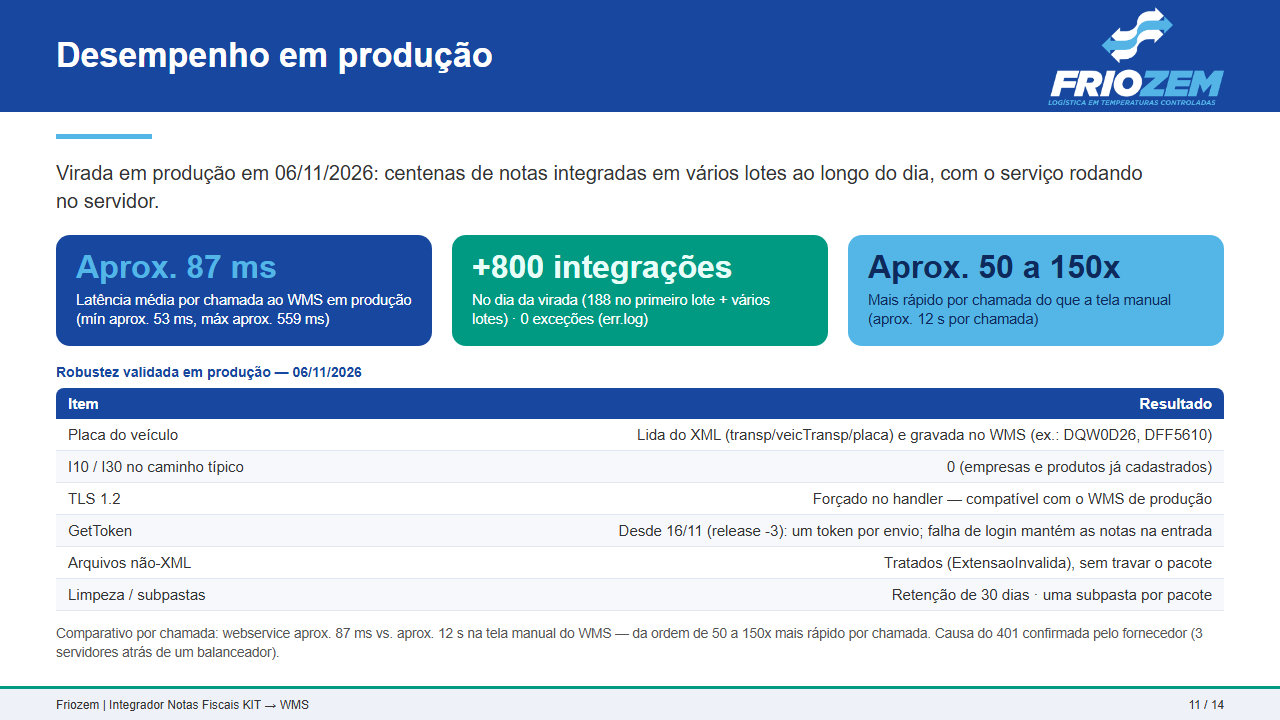 Desempenho em produção
FRIOZEM
LOGÍSTICA EM TEMPERATURAS CONTROLADAS
Virada em produção em 06/11/2026: centenas de notas integradas em vários lotes ao longo do dia, com o serviço rodando
no servidor.
Aprox. 87 ms
Latência média por chamada ao WMS em produção
(mín aprox. 53 ms, máx aprox. 559 ms)
+800 integrações
No dia da virada (188 no primeiro lote + vários
lotes) · 0 exceções (err.log)
Aprox. 50 a 150x
Mais rápido por chamada do que a tela manual
(aprox. 12 s por chamada)
Robustez validada em produção — 06/11/2026
Item Resultado
Placa do veículo Lida do XML (transp/veicTransp/placa) e gravada no WMS (ex.: DQW0D26, DFF5610)
I10 / I30 no caminho típico 0 (empresas e produtos já cadastrados)
TLS 1.2 Forçado no handler — compatível com o WMS de produção
GetToken Desde 16/11 (release -3): um token por envio; falha de login mantém as notas na entrada
Arquivos não-XML Tratados (ExtensaoInvalida), sem travar o pacote
Limpeza / subpastas Retenção de 30 dias · uma subpasta por pacote
Comparativo por chamada: webservice aprox. 87 ms vs. aprox. 12 s na tela manual do WMS — da ordem de 50 a 150x mais rápido por chamada. Causa do 401 confirmada pelo fornecedor (3
servidores atrás de um balanceador).
Friozem | Integrador Notas Fiscais KIT → WMS 11 / 14